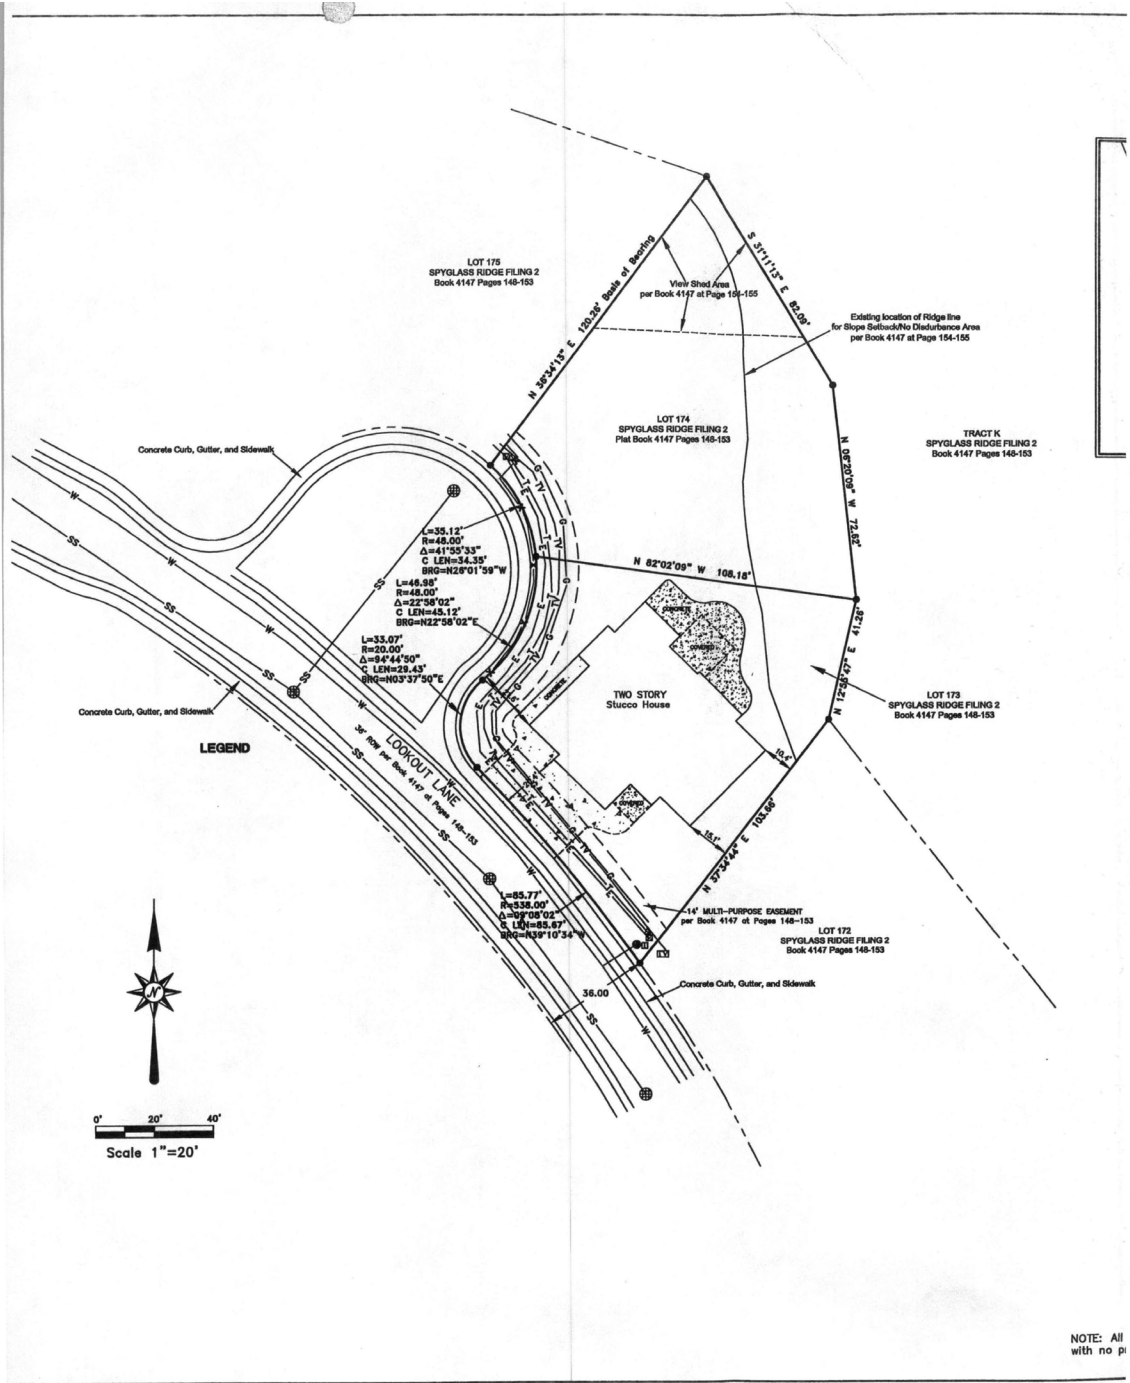 LOT 175
SPYGLASS RIDGE FILING 2
Book 4147 Pages 148-153
N 36°34'13" E 120.26' Basis of Bearing
View Shed Area
per Book 4147 at Page 154-155
S 31°11'13" E 82.09'
Existing location of Ridge line
for Slope Setback/No Disdurbance Area
per Book 4147 at Page 154-155
LOT 174
SPYGLASS RIDGE FILING 2
Plat Book 4147 Pages 148-153
TRACT K
SPYGLASS RIDGE FILING 2
Book 4147 Pages 148-153
Concrete Curb, Gutter, and Sidewalk
N 06°20'09" W 72.62'
L=35.12'
R=48.00'
Δ=41°55'33"
C LEN=34.35'
BRG=N26°01'59"W
N 82°02'09" W 108.18'
L=46.98'
R=48.00'
Δ=22°58'02"
C LEN=45.12'
BRG=N22°58'02"E
L=33.07'
R=20.00'
Δ=94°44'50"
C LEN=29.43'
BRG=N03°37'50"E
CONCRETE
COVERED
N 12°56'07" E 41.26'
CONCRETE
TWO STORY
Stucco House
LOT 173
SPYGLASS RIDGE FILING 2
Book 4147 Pages 148-153
Concrete Curb, Gutter, and Sidewalk
LEGEND
LOOKOUT LANE
36' ROW per Book 4147 at Pages 148-153
10.4'
COVERED
15.1'
N 37°34'44" E 103.66'
L=85.77'
R=538.00'
Δ=09°08'02"
C LEN=85.67'
BRG=N39°10'34"W
14' MULTI-PURPOSE EASEMENT
per Book 4147 at Pages 148-153
LOT 172
SPYGLASS RIDGE FILING 2
Book 4147 Pages 148-153
Concrete Curb, Gutter, and Sidewalk
36.00
N
0' 20' 40'
Scale 1"=20'
NOTE: All
with no